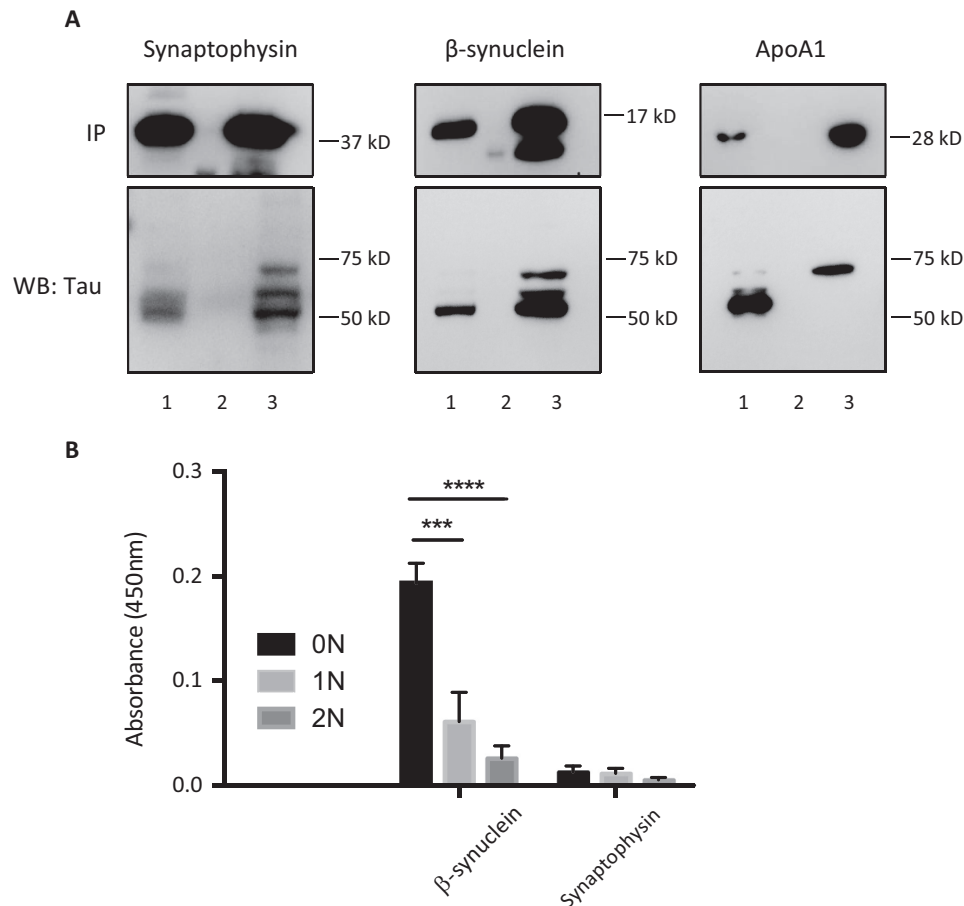 A
Synaptophysin
β-synuclein
ApoA1
IP
37 kD
17 kD
28 kD
WB: Tau
75 kD
50 kD
75 kD
50 kD
75 kD
50 kD
1 2 3
1 2 3
1 2 3
B
Absorbance (450nm)
0.3
0.2
0.1
0.0
****
***
0N
1N
2N
β-synuclein
Synaptophysin